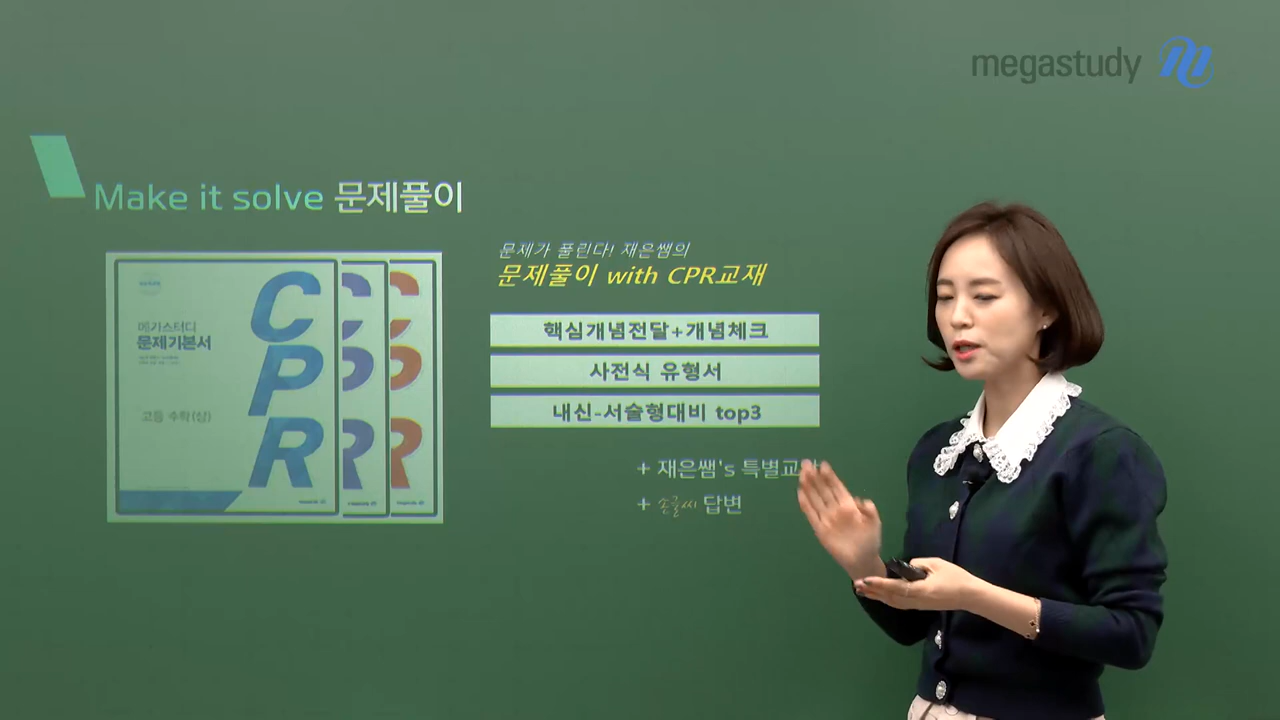 megastudy
Make it solve 문제풀이
문제가 풀린다! 재은쌤의
문제풀이 with CPR교재
메가스터디
문제기본서
고등 수학(상)
C
P
R
핵심개념전달+개념체크
사전식 유형서
내신-서술형대비 top3
+ 재은쌤's 특별교
+ 손글씨 답변